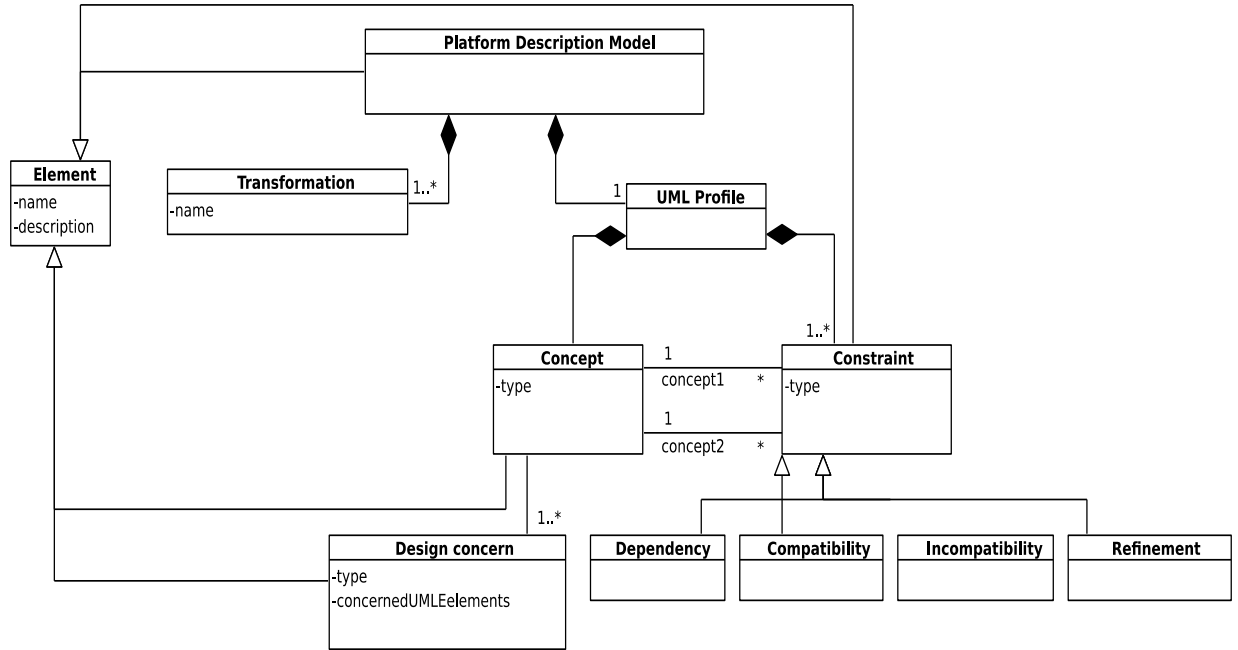 Platform Description Model
Element
-name
-description
Transformation
-name
1..*
1
UML Profile
1..*
Concept
-type
1
concept1
*
1
concept2
*
Constraint
-type
1..*
Design concern
-type
-concernedUMLEelements
Dependency
Compatibility
Incompatibility
Refinement